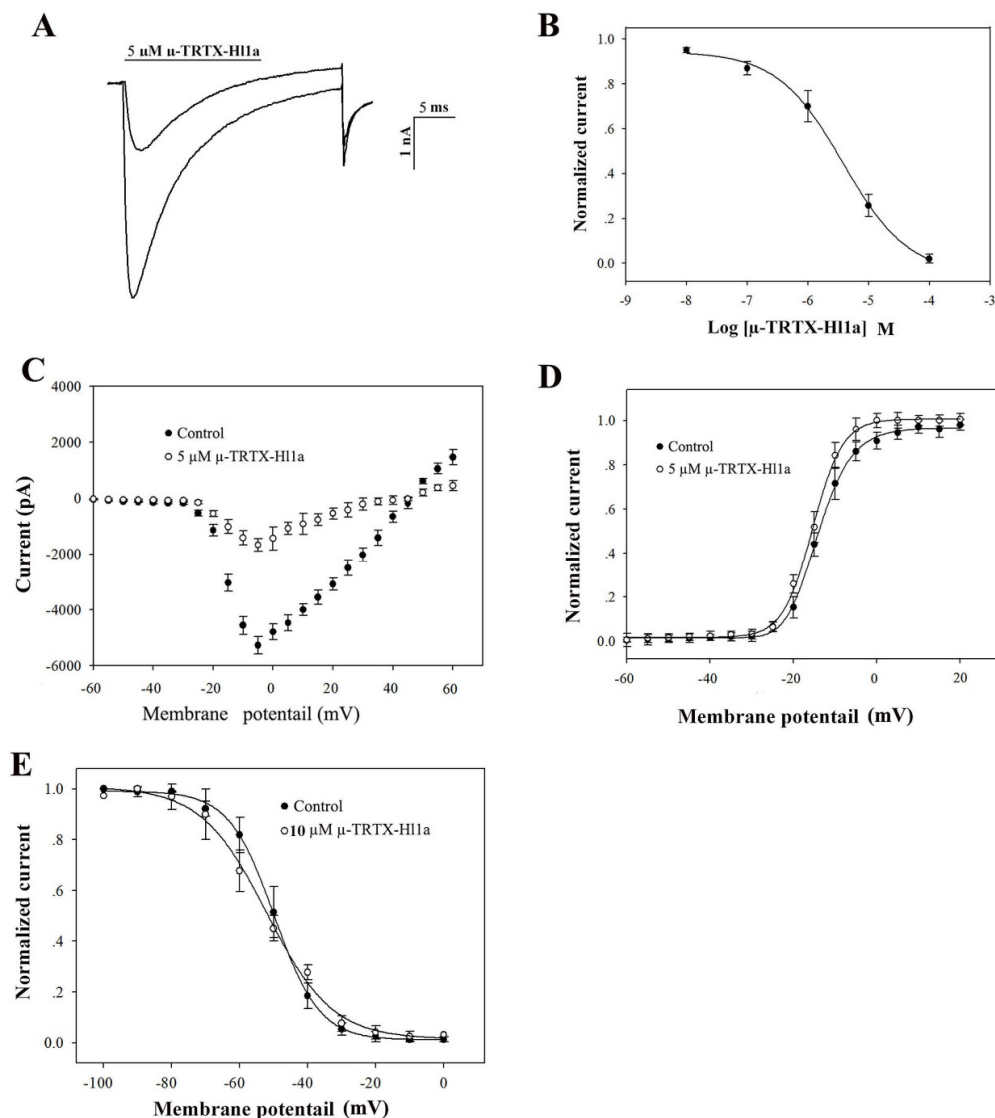 A
5 μM μ-TRTX-Hl1a
5 ms
1 nA
B
Normalized current
1.0
.8
.6
.4
.2
0.0
-9 -8 -7 -6 -5 -4 -3
Log [μ-TRTX-Hl1a] M
C
Current (pA)
4000
2000
0
-2000
-4000
-6000
Control
5 μM μ-TRTX-Hl1a
-60 -40 -20 0 20 40 60
Membrane potentail (mV)
D
Normalized current
1.0
.8
.6
.4
.2
0.0
Control
5 μM μ-TRTX-Hl1a
-60 -40 -20 0 20
Membrane potentail (mV)
E
Normalized current
1.0
.8
.6
.4
.2
0.0
Control
10 μM μ-TRTX-Hl1a
-100 -80 -60 -40 -20 0
Membrane potentail (mV)